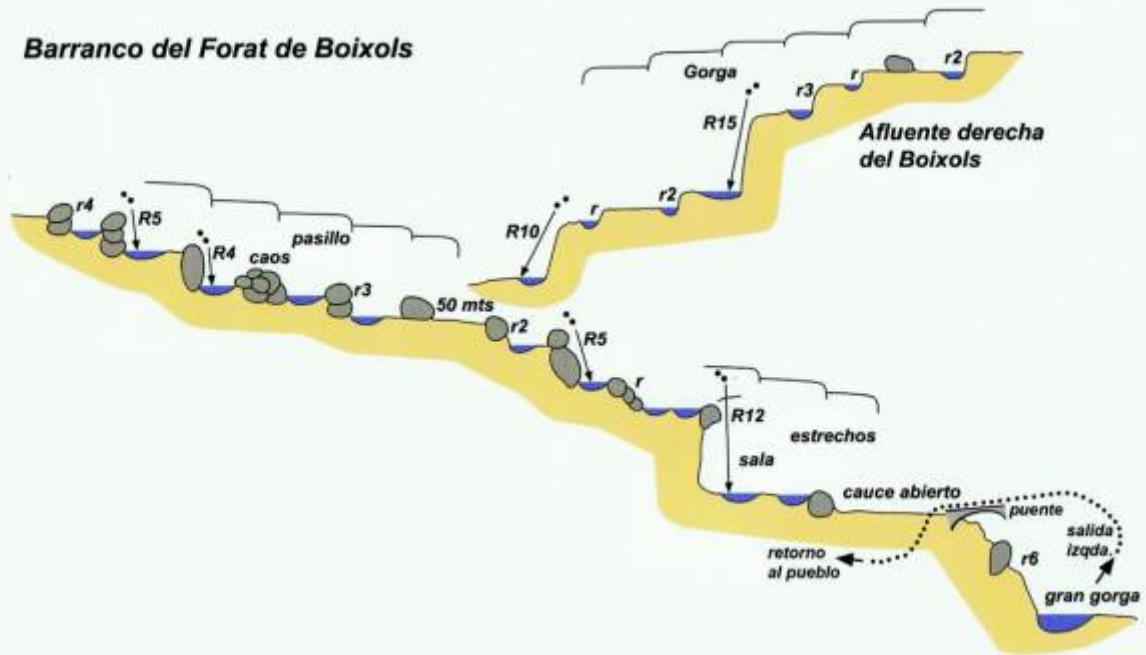 Barranco del Forat de Boixols
Gorga
r2
r
r3
R15
Afluente derecha
del Boixols
r2
r
R10
r4
R5
pasillo
R4
caos
r3
50 mts
r2
R5
r
R12
estrechos
sala
cauce abierto
puente
salida
izqda.
retorno
al pueblo
r6
gran gorga